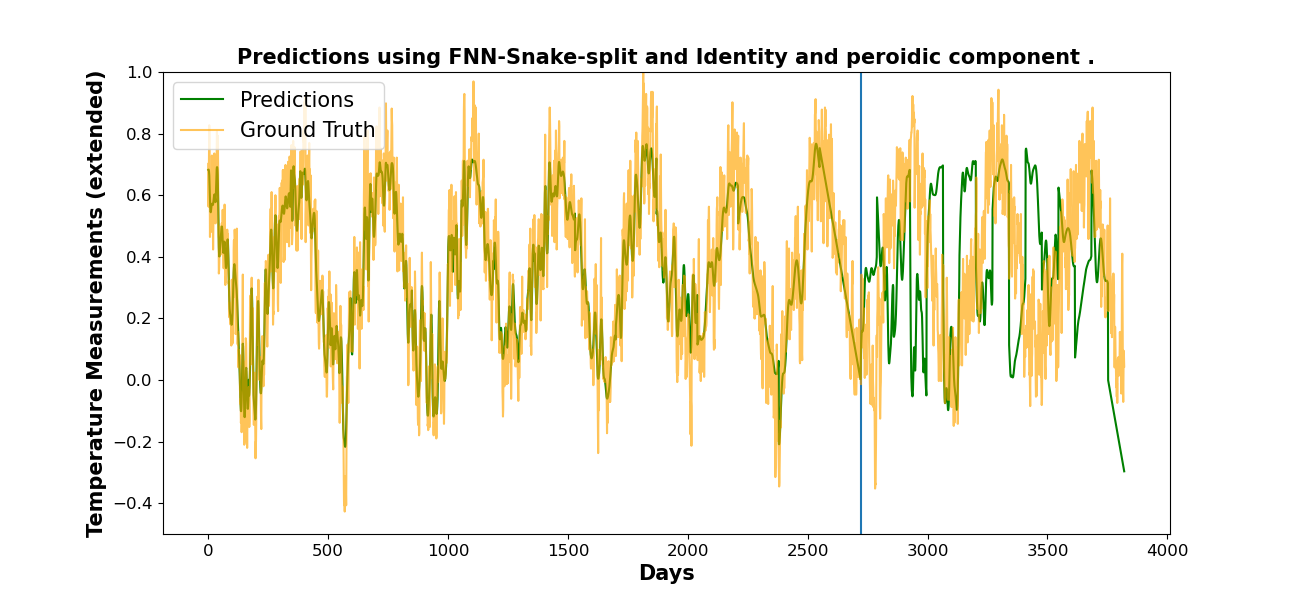 Predictions using FNN-Snake-split and Identity and peroidic component .
Temperature Measurements (extended)
1.0
0.8
0.6
0.4
0.2
0.0
−0.2
−0.4
Predictions
Ground Truth
0 500 1000 1500 2000 2500 3000 3500 4000
Days